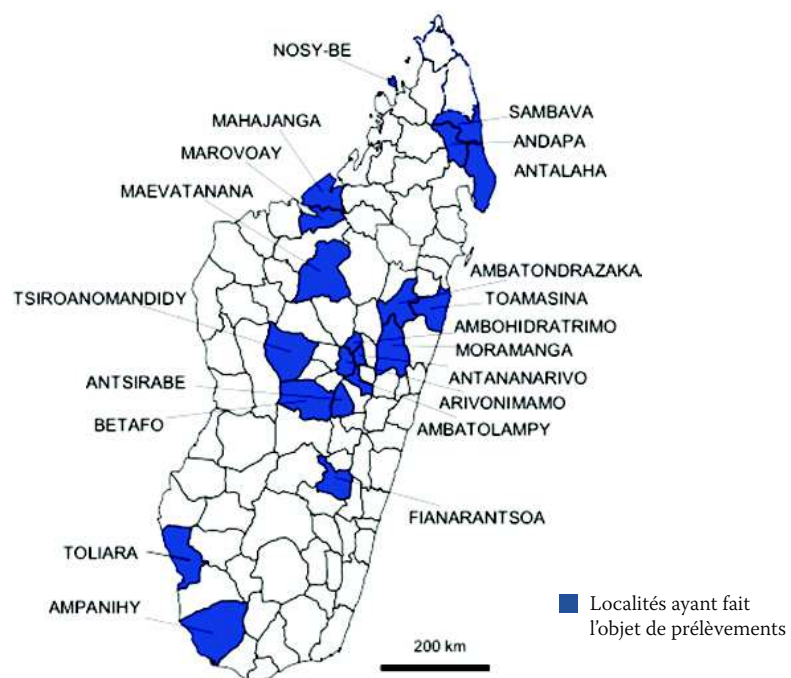 NOSY-BE
SAMBAVA
ANDAPA
ANTALAHA
MAHAJANGA
MAROVOAY
MAEVATANANA
AMBATONDRAZAKA
TOAMASINA
AMBOHIDRATRIMO
MORAMANGA
ANTANANARIVO
ARIVONIMAMO
AMBATOLAMPY
TSIROANOMANDIDY
ANTSIRABE
BETAFO
FIANARANTSOA
TOLIARA
AMPANIHY
Localités ayant fait
l'objet de prélèvements
200 km